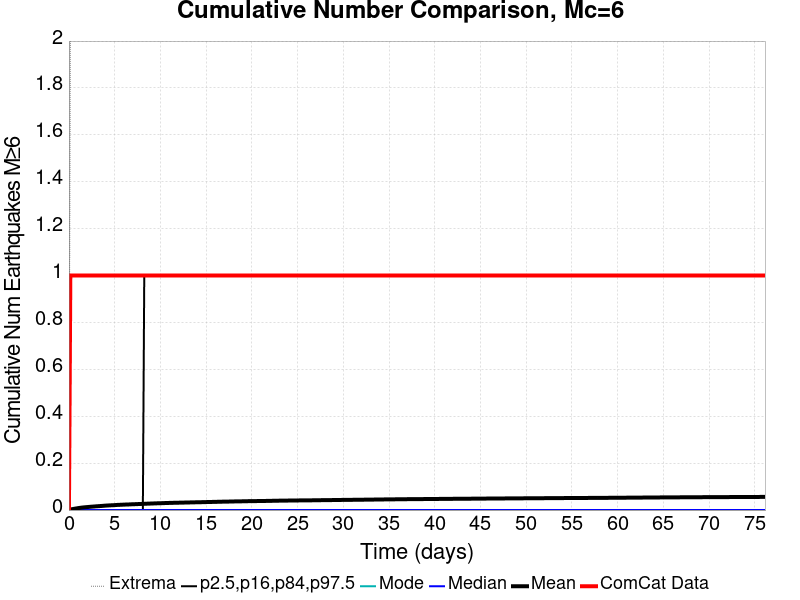 Cumulative Number Comparison, Mc=6
Cumulative Num Earthquakes M≥6
2
1.8
1.6
1.4
1.2
1
0.8
0.6
0.4
0.2
0
0 5 10 15 20 25 30 35 40 45 50 55 60 65 70 75
Time (days)
Extrema p2.5,p16,p84,p97.5 Mode Median Mean ComCat Data